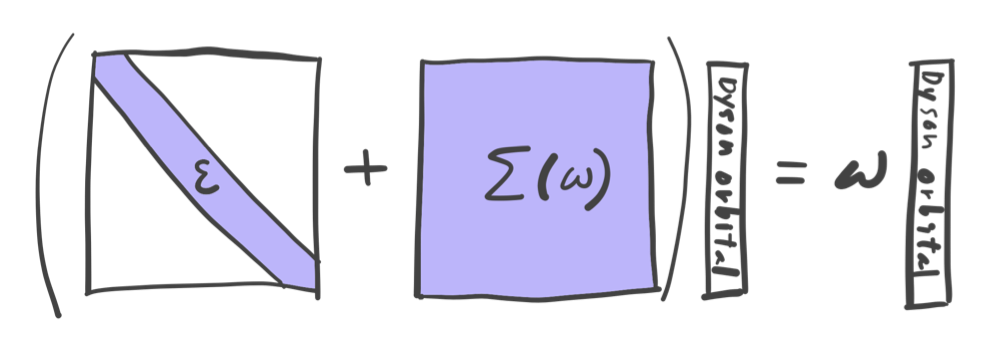 ( ε + Σ(ω) ) Dyson orbital = ω Dyson orbital